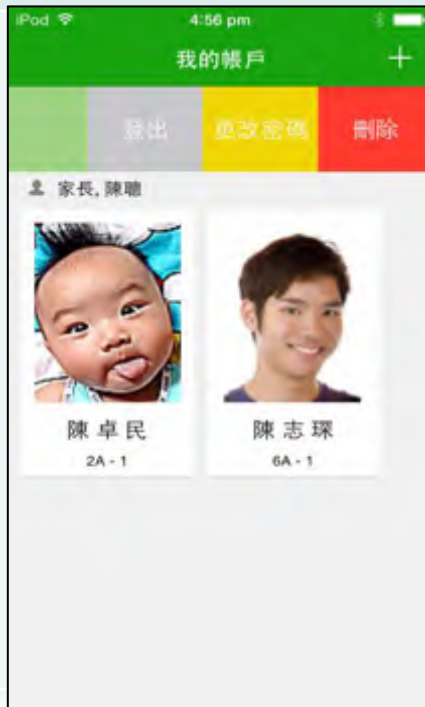 iPod 4:56 pm
我的帳戶 +
登出 更改密碼 刪除
家長, 陳聰
陳卓民 陳志琛
2A - 1 6A - 1